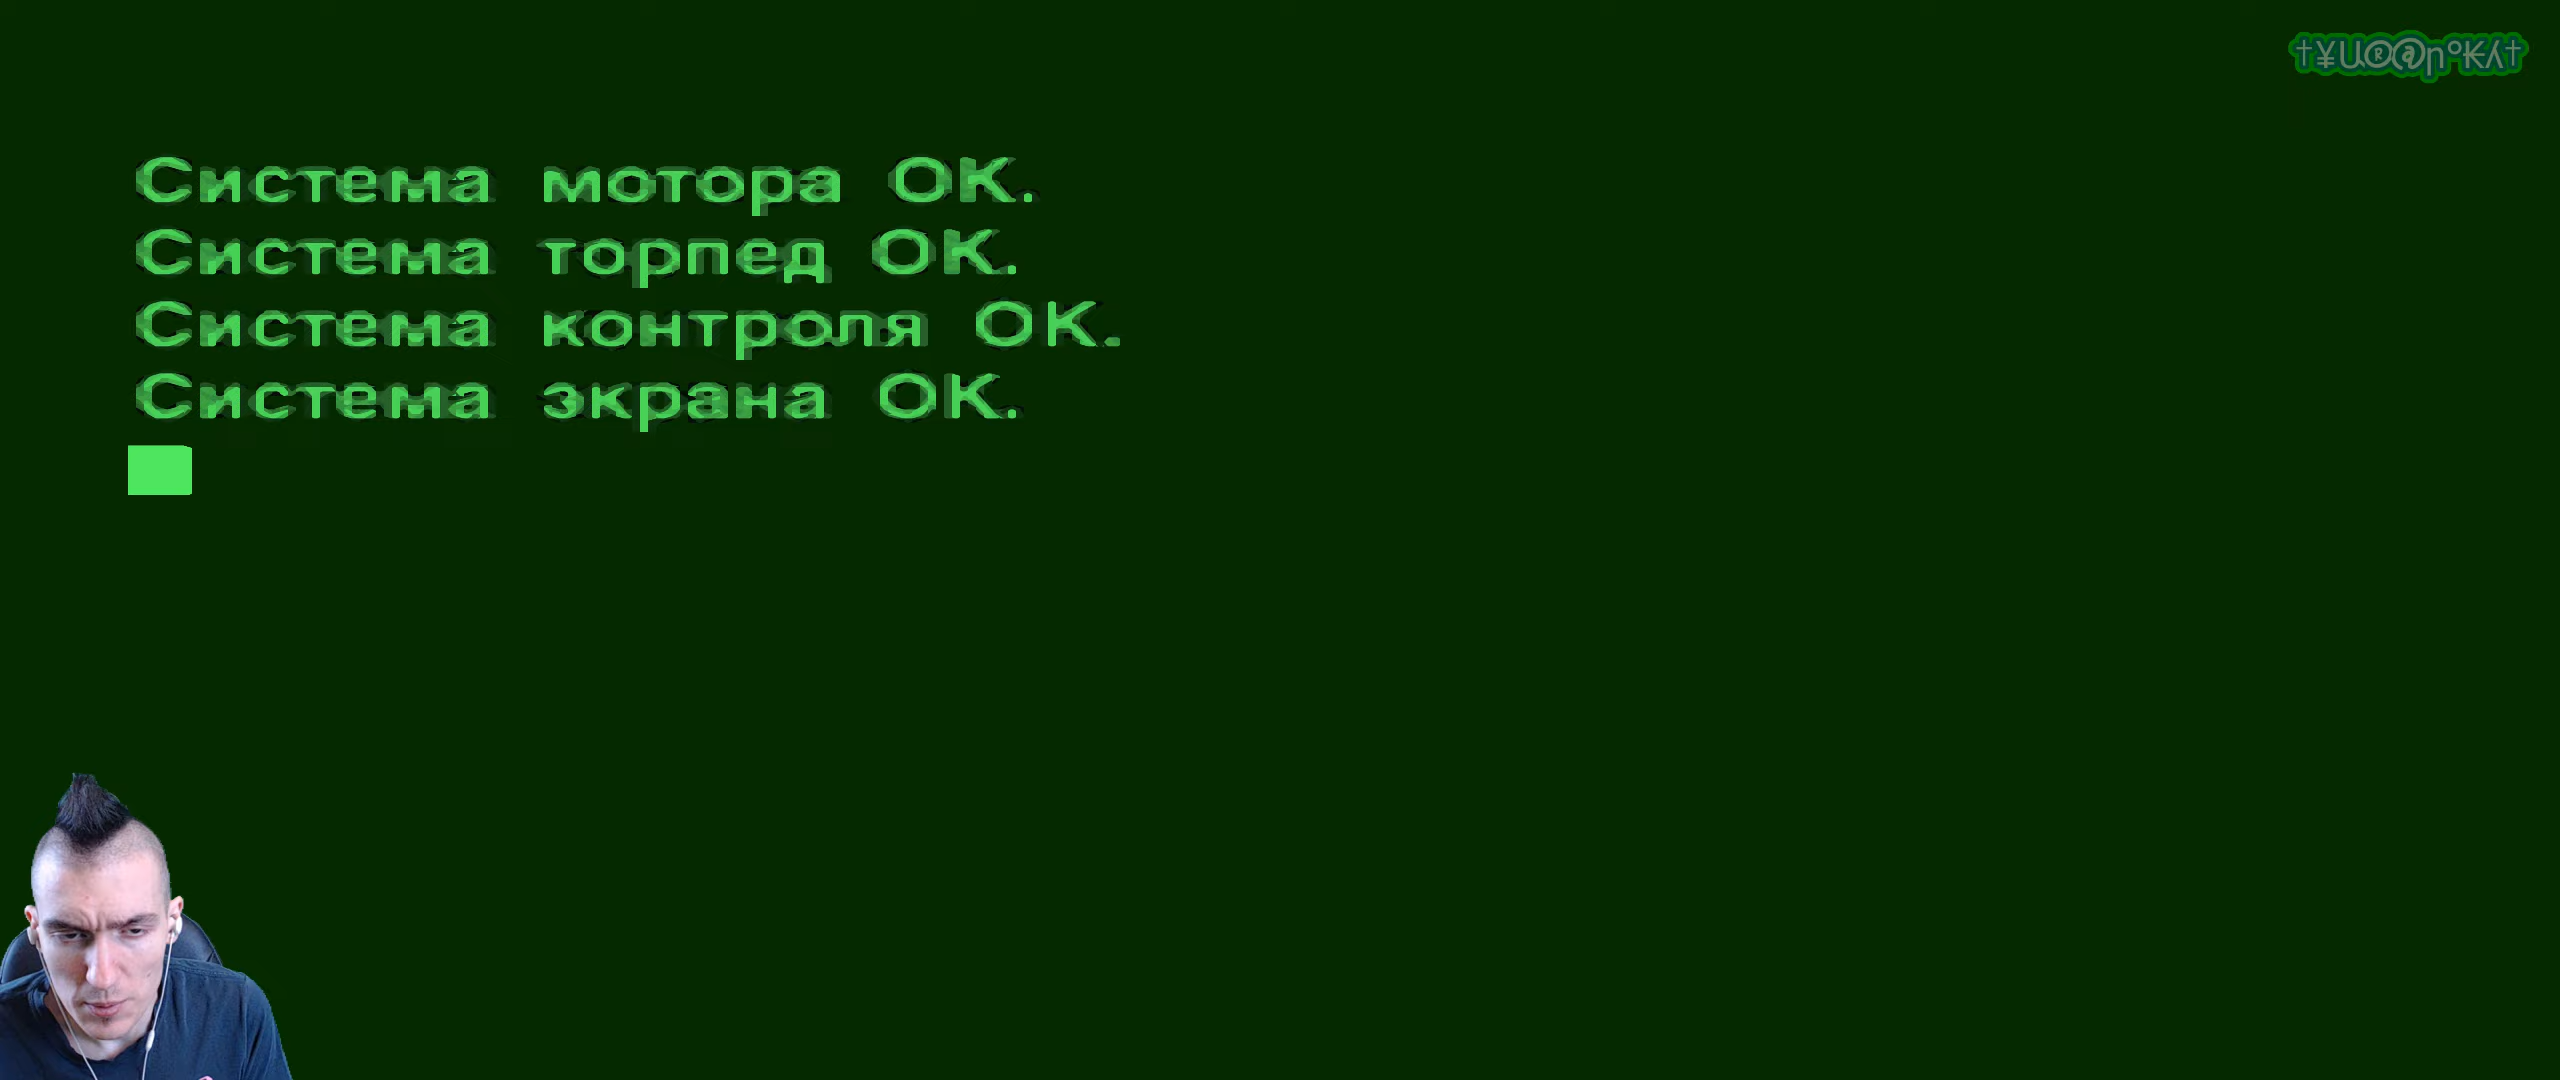 †¥U®@ח°₭Λ†
Система мотора ОК.
Система торпед ОК.
Система контроля ОК.
Система экрана ОК.